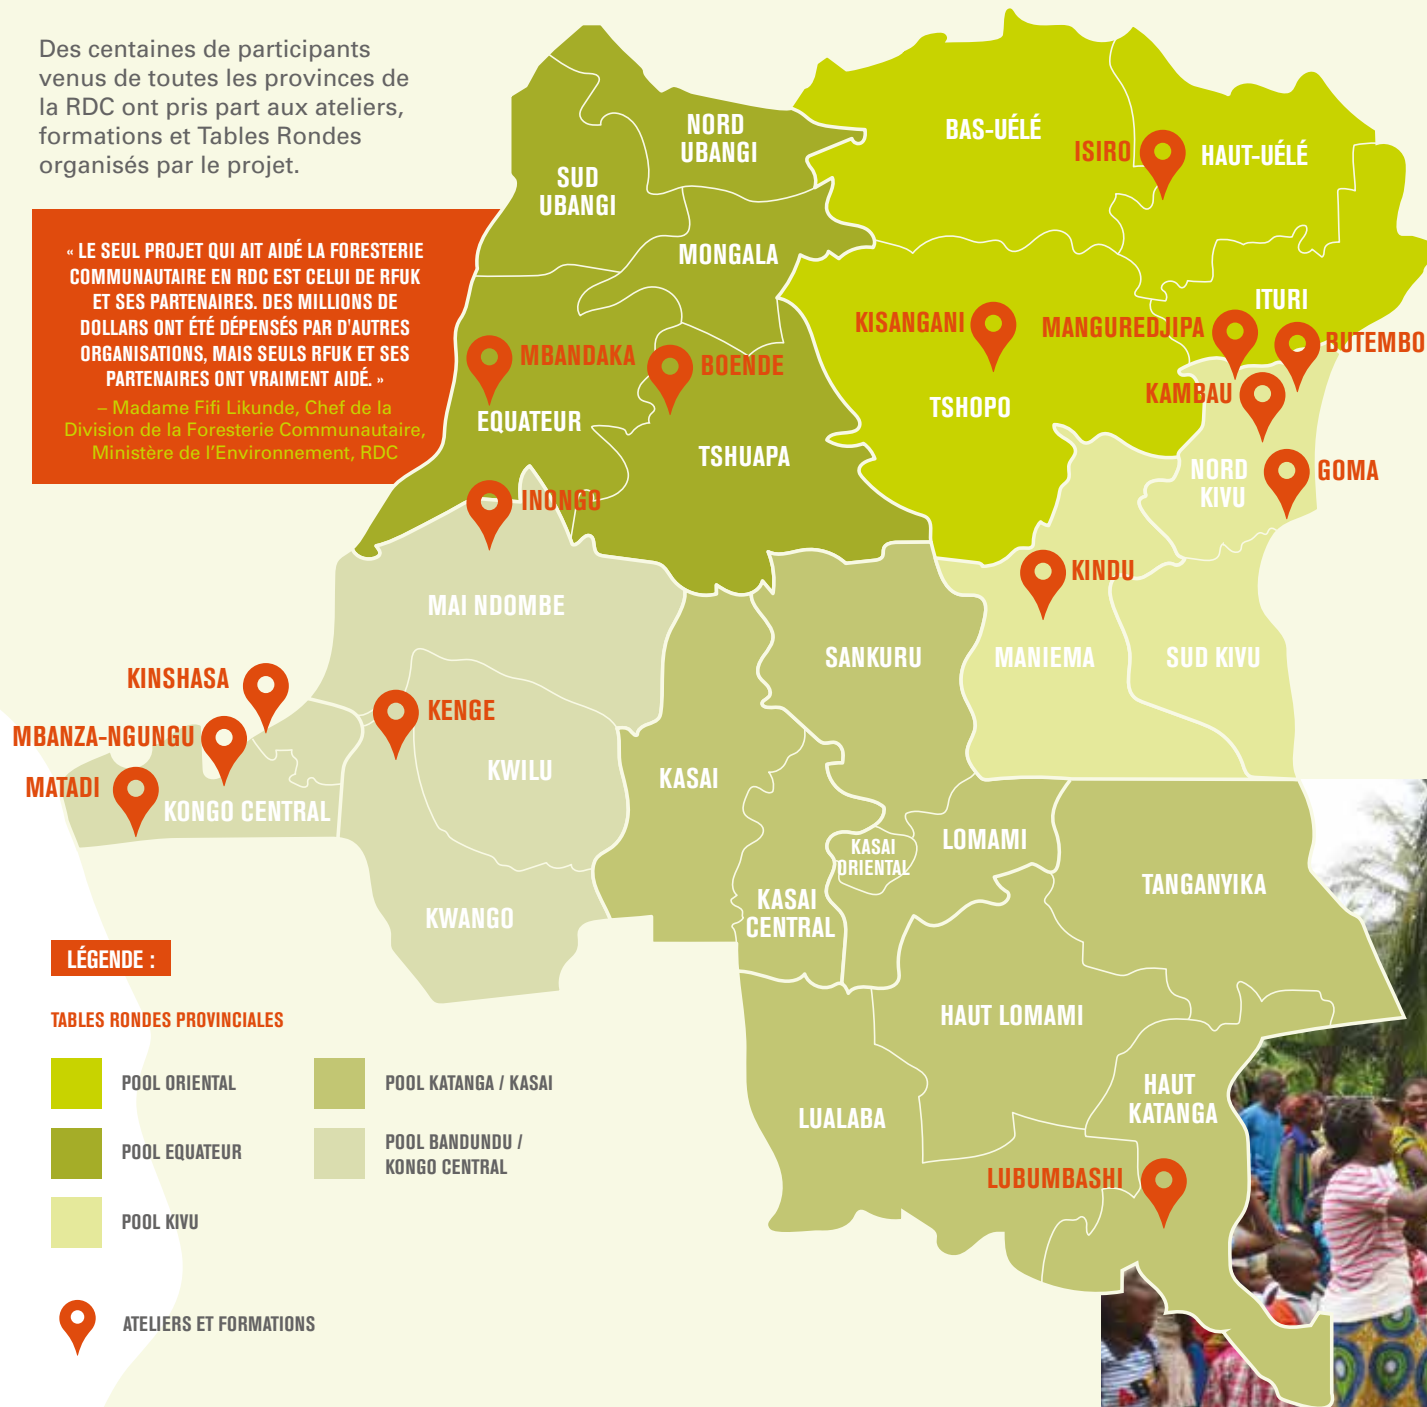 Des centaines de participants
venus de toutes les provinces de
la RDC ont pris part aux ateliers,
formations et Tables Rondes
organisés par le projet.
« LE SEUL PROJET QUI AIT AIDÉ LA FORESTERIE
COMMUNAUTAIRE EN RDC EST CELUI DE RFUK
ET SES PARTENAIRES. DES MILLIONS DE
DOLLARS ONT ÉTÉ DÉPENSÉS PAR D'AUTRES
ORGANISATIONS, MAIS SEULS RFUK ET SES
PARTENAIRES ONT VRAIMENT AIDÉ. »
– Madame Fifi Likunde, Chef de la
Division de la Foresterie Communautaire,
Ministère de l'Environnement, RDC
NORD
UBANGI
SUD
UBANGI
MONGALA
BAS-UÉLÉ
ISIRO
HAUT-UÉLÉ
ITURI
KISANGANI
MANGUREDJIPA
BUTEMBO
MBANDAKA
BOENDE
KAMBAU
EQUATEUR
TSHOPO
TSHUAPA
NORD
KIVU
GOMA
INONGO
KINDU
MAI NDOMBE
SANKURU
MANIEMA
SUD KIVU
KINSHASA
KENGE
MBANZA-NGUNGU
MATADI
KONGO CENTRAL
KWILU
KASAI
KASAI
ORIENTAL
LOMAMI
TANGANYIKA
KASAI
CENTRAL
KWANGO
HAUT LOMAMI
HAUT
KATANGA
LUALABA
LUBUMBASHI
LÉGENDE :
TABLES RONDES PROVINCIALES
POOL ORIENTAL
POOL EQUATEUR
POOL KIVU
POOL KATANGA / KASAI
POOL BANDUNDU /
KONGO CENTRAL
ATELIERS ET FORMATIONS